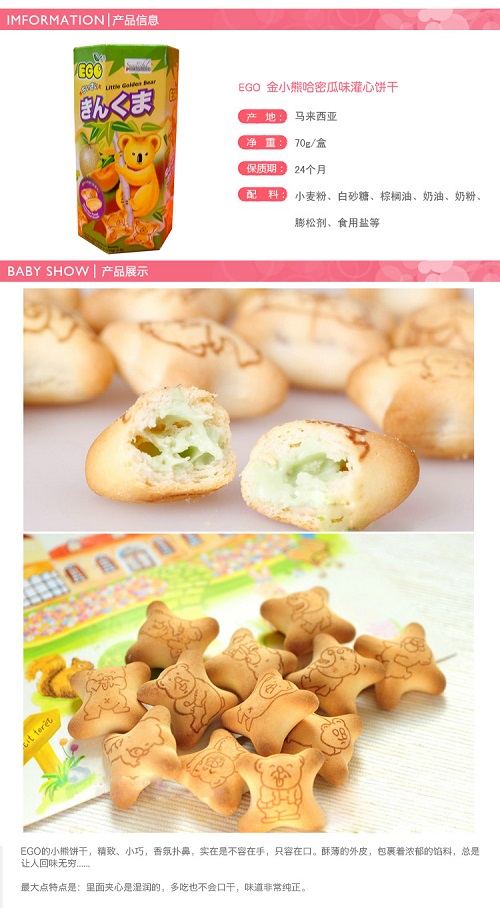 IMFORMATION | 产品信息
EGO
Little Golden Bear
きんくま
EGO 金小熊哈密瓜味灌心饼干
产 地: 马来西亚
净 重: 70g/盒
保质期: 24个月
配 料: 小麦粉、白砂糖、棕榈油、奶油、奶粉、
膨松剂、食用盐等
BABY SHOW | 产品展示
EGO的小熊饼干，精致、小巧，香氛扑鼻，实在是不容在手，只容在口。酥薄的外皮，包裹着浓郁的馅料，总是
让人回味无穷......
最大点特点是：里面夹心是湿润的，多吃也不会口干，味道非常纯正。